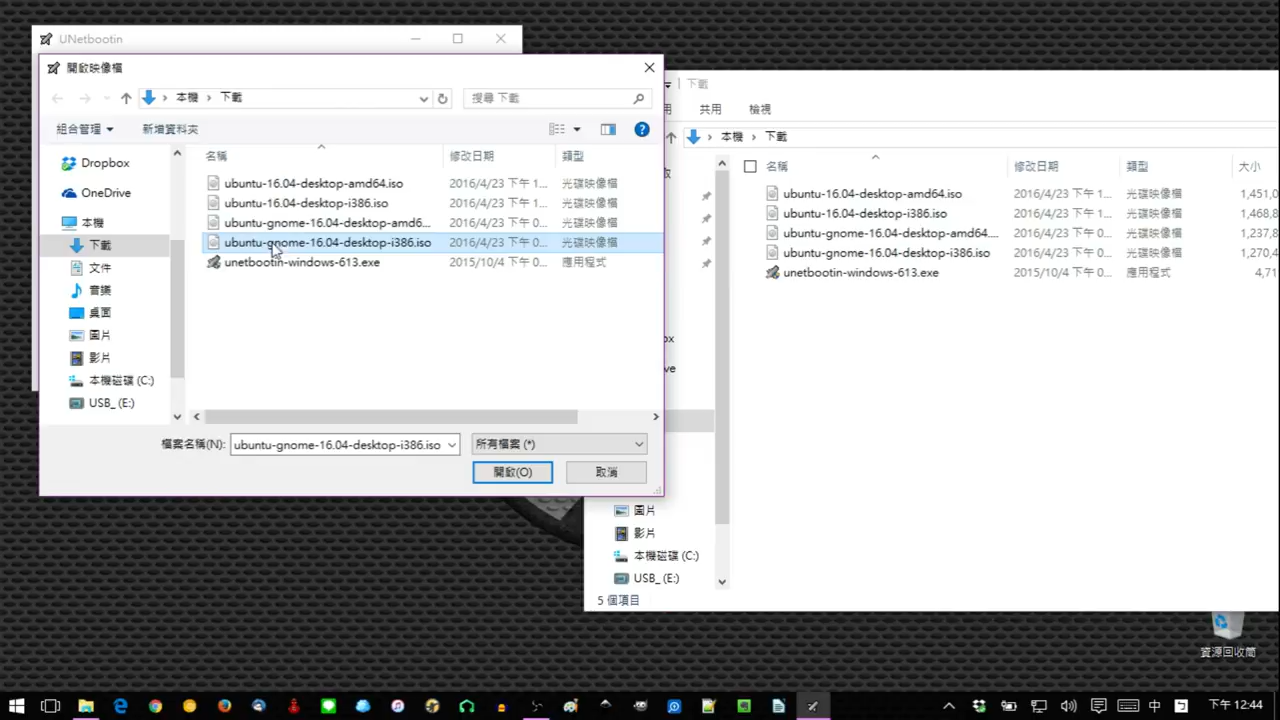 UNetbootin
開啟映像檔
本機 › 下載
搜尋 下載
組合管理
新增資料夾
Dropbox
OneDrive
本機
下載
文件
音樂
桌面
圖片
影片
本機磁碟 (C:)
USB_ (E:)
名稱 修改日期 類型
ubuntu-16.04-desktop-amd64.iso 2016/4/23 下午 1... 光碟映像檔
ubuntu-16.04-desktop-i386.iso 2016/4/23 下午 1... 光碟映像檔
ubuntu-gnome-16.04-desktop-amd6... 2016/4/23 下午 0... 光碟映像檔
ubuntu-gnome-16.04-desktop-i386.iso 2016/4/23 下午 0... 光碟映像檔
unetbootin-windows-613.exe 2015/10/4 下午 0... 應用程式
檔案名稱(N): ubuntu-gnome-16.04-desktop-i386.iso 所有檔案 (*)
開啟(O) 取消
下載
共用 檢視
本機 › 下載
名稱 修改日期 類型 大小
ubuntu-16.04-desktop-amd64.iso 2016/4/23 下午 1... 光碟映像檔 1,451,0
ubuntu-16.04-desktop-i386.iso 2016/4/23 下午 1... 光碟映像檔 1,468,8
ubuntu-gnome-16.04-desktop-amd64.... 2016/4/23 下午 0... 光碟映像檔 1,237,8
ubuntu-gnome-16.04-desktop-i386.iso 2016/4/23 下午 0... 光碟映像檔 1,270,4
unetbootin-windows-613.exe 2015/10/4 下午 0... 應用程式 4,71
ox
ve
圖片
影片
本機磁碟 (C:)
USB_ (E:)
5 個項目
資源回收筒
中
下午 12:44